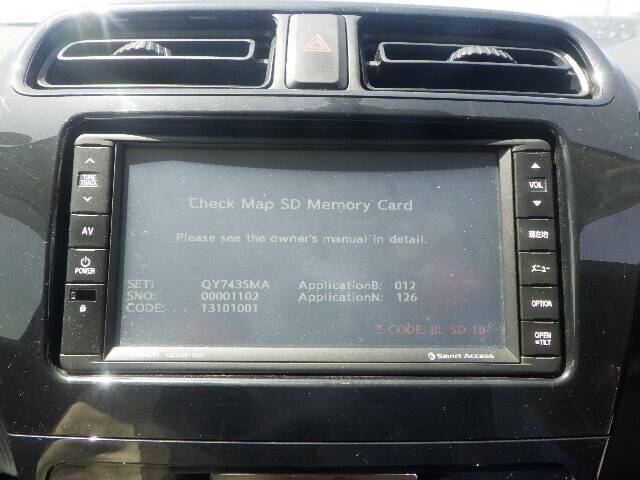 TUNE
TRACK
AV
POWER
Check Map SD Memory Card
Please see the owner's manual in detail.
SET: QY7435MA ApplicationB: 012
SNO: 00001102 ApplicationN: 126
CODE: 13101001
E-CODE: BL SD 10
Smart Access
VOL
現在地
メニュー
OPTION
OPEN
TILT